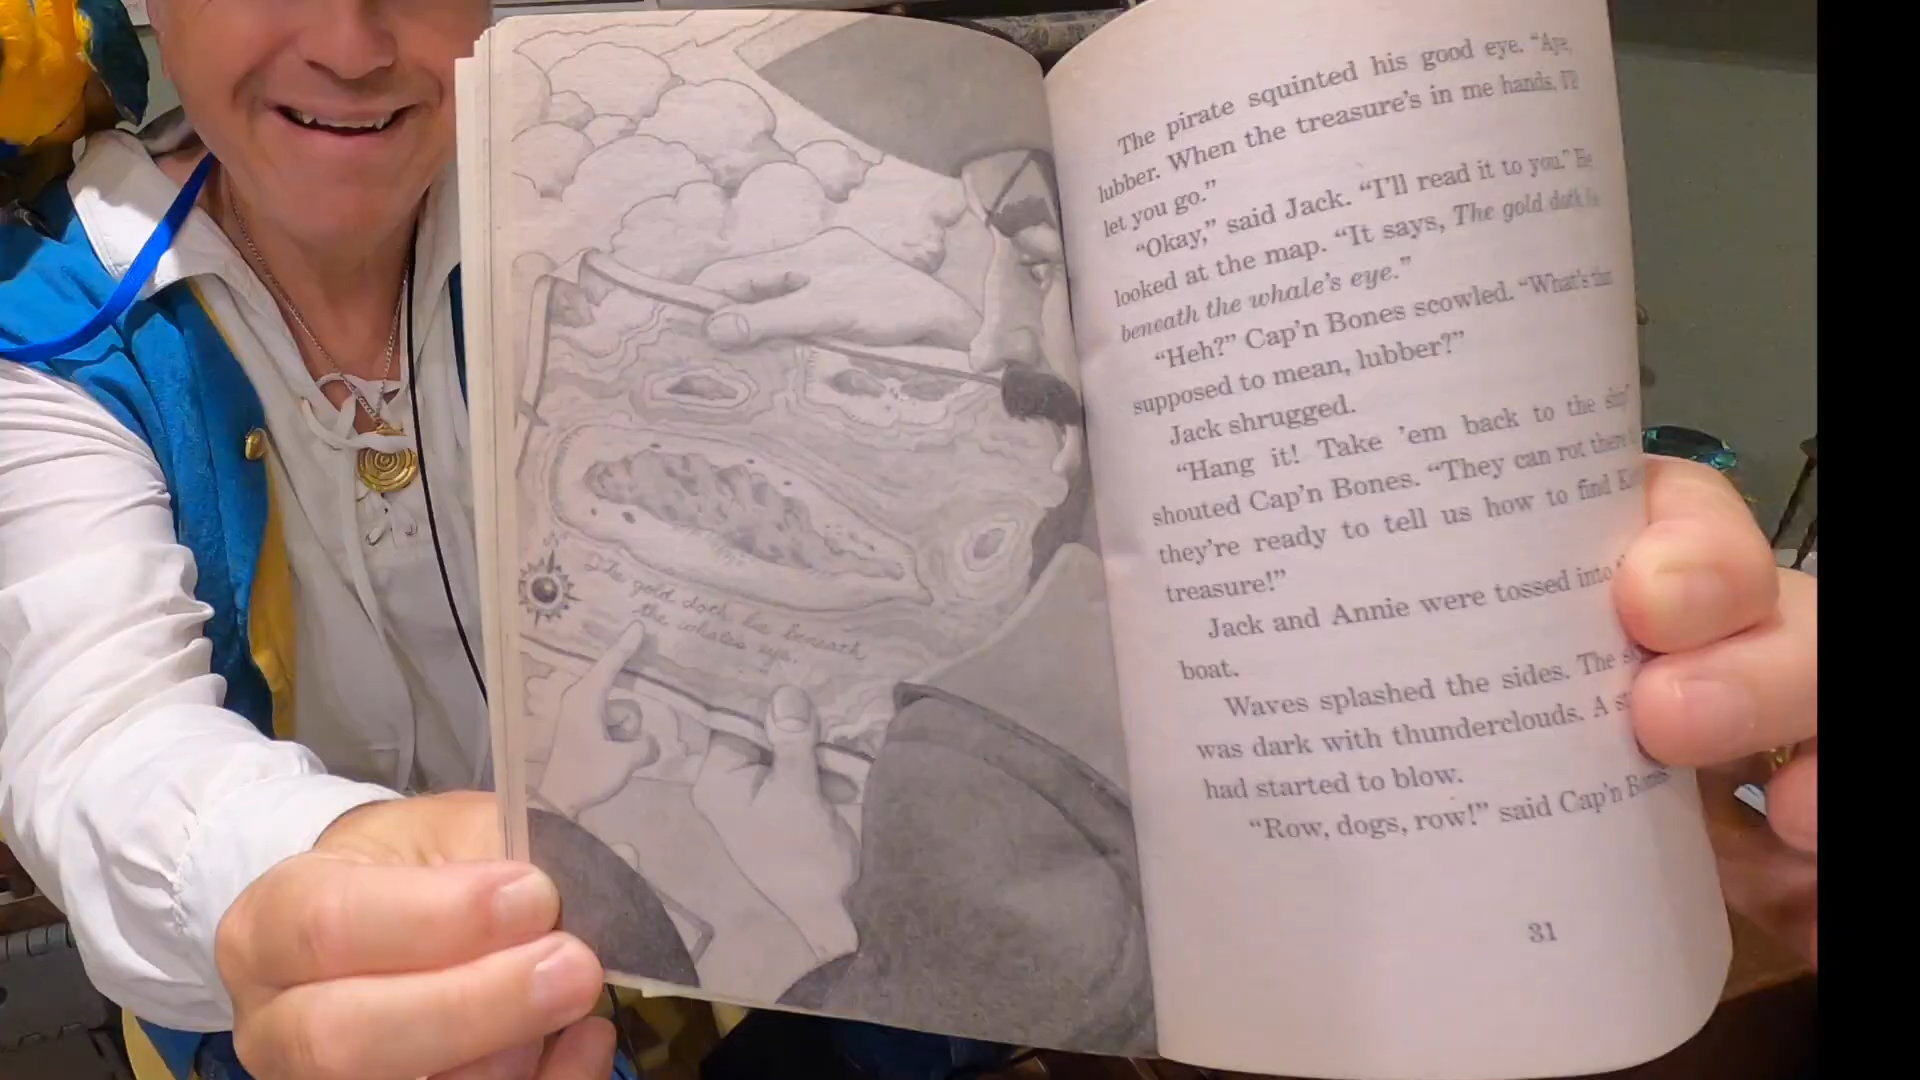 The gold doth lie beneath
the whale's eye.
The pirate squinted his good eye. "Aye,
lubber. When the treasure's in me hands, I'll
let you go."
"Okay," said Jack. "I'll read it to you." He
looked at the map. "It says, The gold doth lie
beneath the whale's eye."
"Heh?" Cap'n Bones scowled. "What's that
supposed to mean, lubber?"
Jack shrugged.
"Hang it! Take 'em back to the ship
shouted Cap'n Bones. "They can rot there
they're ready to tell us how to find
treasure!"
Jack and Annie were tossed into
boat.
Waves splashed the sides. The
was dark with thunderclouds. A
had started to blow.
"Row, dogs, row!" said Cap'n Bones
31